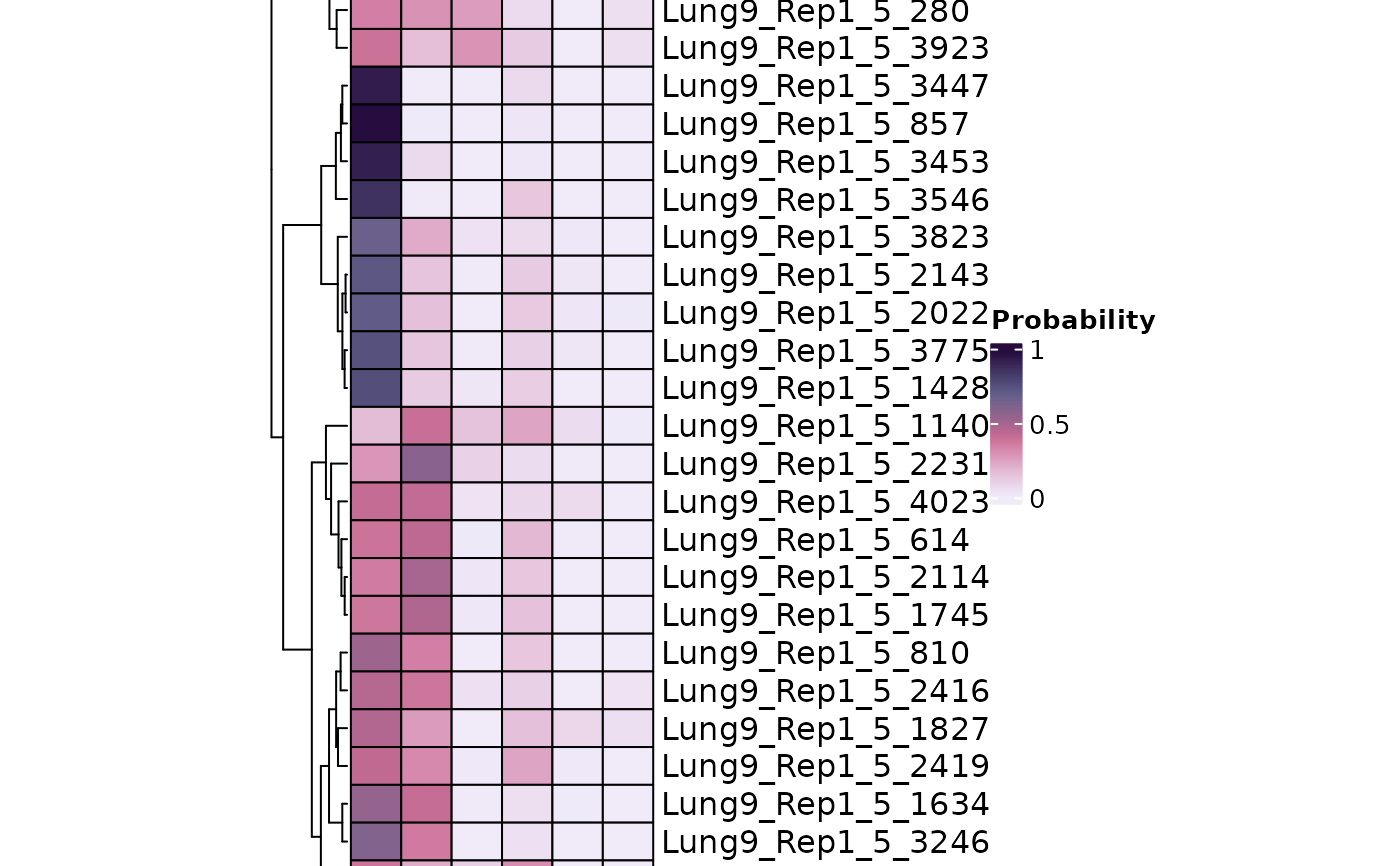 Lung9_Rep1_5_280
Lung9_Rep1_5_3923
Lung9_Rep1_5_3447
Lung9_Rep1_5_857
Lung9_Rep1_5_3453
Lung9_Rep1_5_3546
Lung9_Rep1_5_3823
Lung9_Rep1_5_2143
Lung9_Rep1_5_2022
Lung9_Rep1_5_3775
Lung9_Rep1_5_1428
Lung9_Rep1_5_1140
Lung9_Rep1_5_2231
Lung9_Rep1_5_4023
Lung9_Rep1_5_614
Lung9_Rep1_5_2114
Lung9_Rep1_5_1745
Lung9_Rep1_5_810
Lung9_Rep1_5_2416
Lung9_Rep1_5_1827
Lung9_Rep1_5_2419
Lung9_Rep1_5_1634
Lung9_Rep1_5_3246
Probability
1
0.5
0